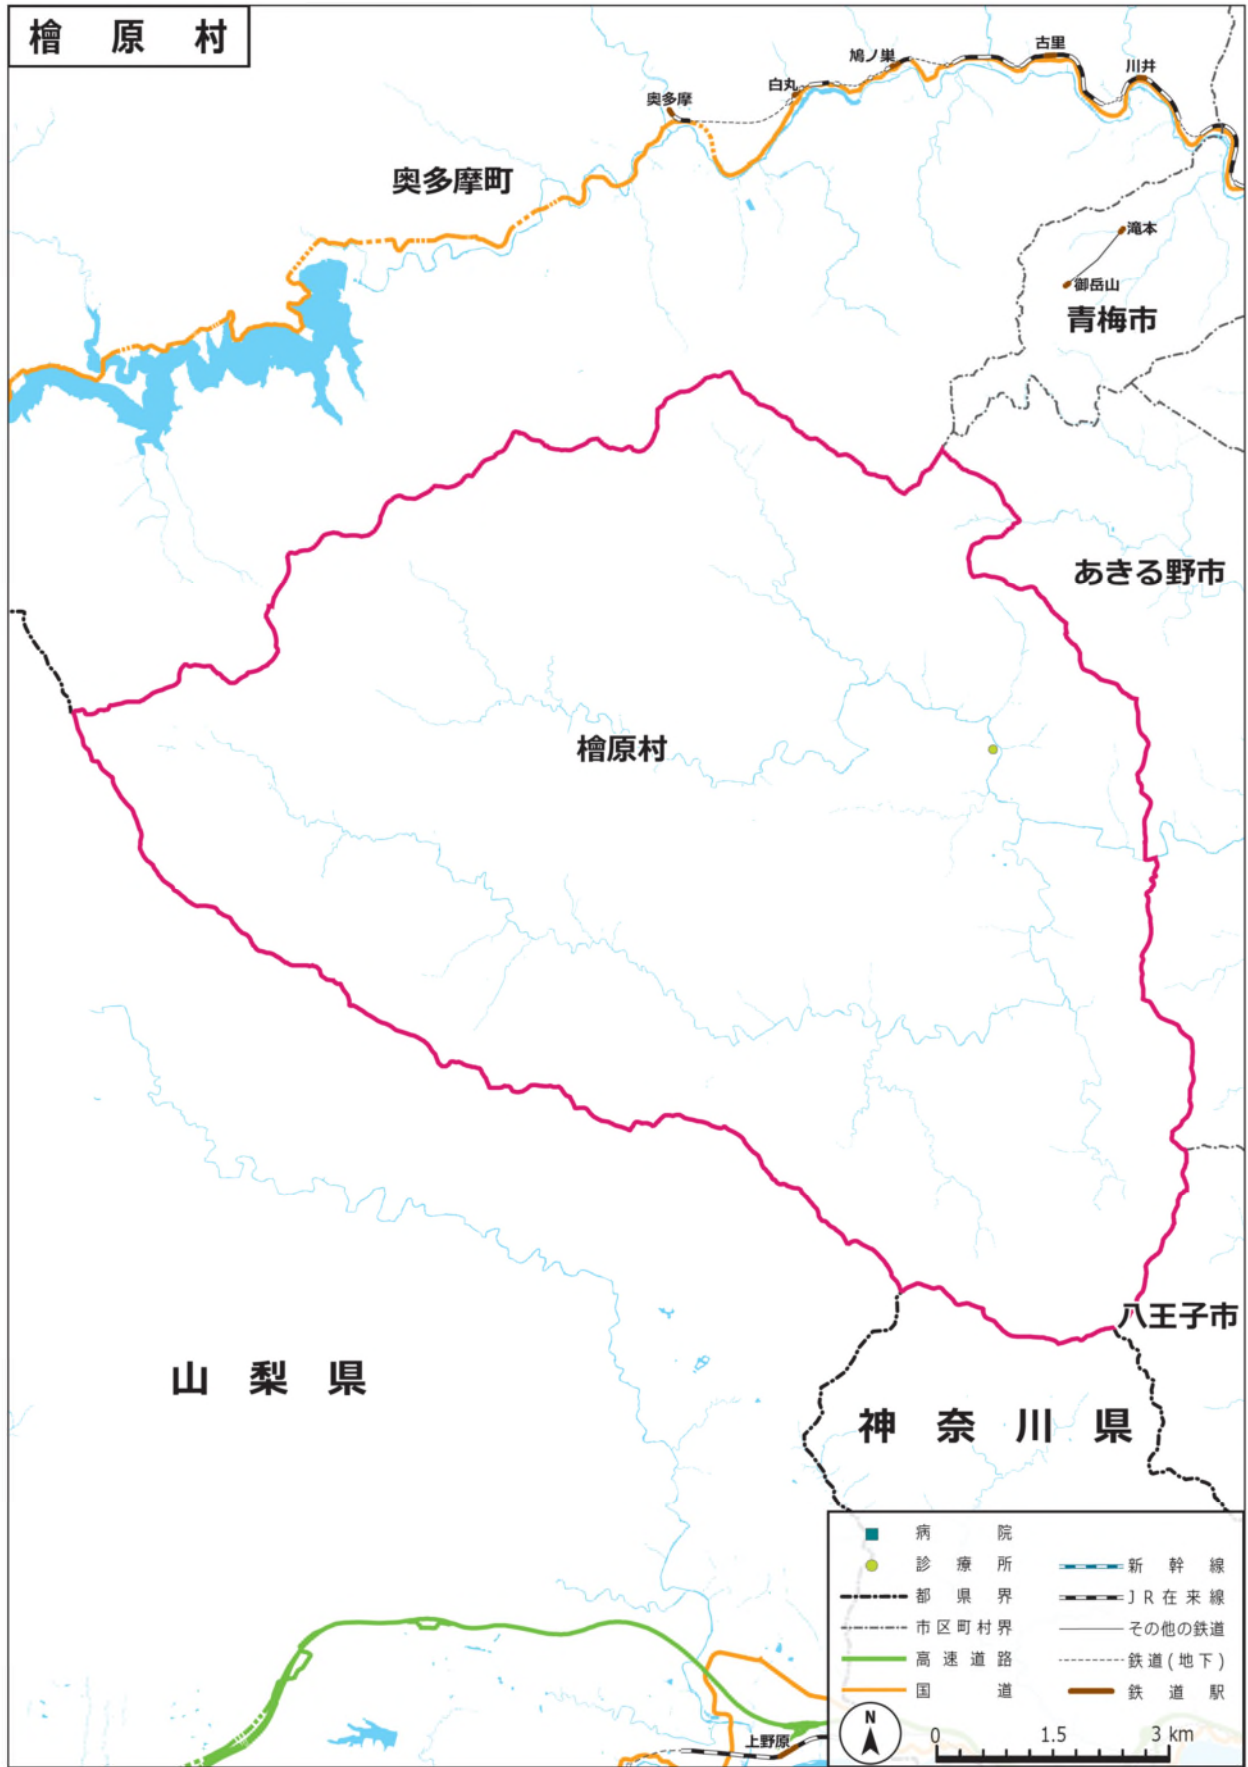 檜原村
古里
鳩ノ巣
川井
白丸
奥多摩
奥多摩町
滝本
御岳山
青梅市
あきる野市
檜原村
八王子市
山梨県
神奈川県
病院
診療所
新幹線
都県界
JR在来線
市区町村界
その他の鉄道
高速道路
鉄道(地下)
国道
鉄道駅
N
0 1.5 3 km
上野原